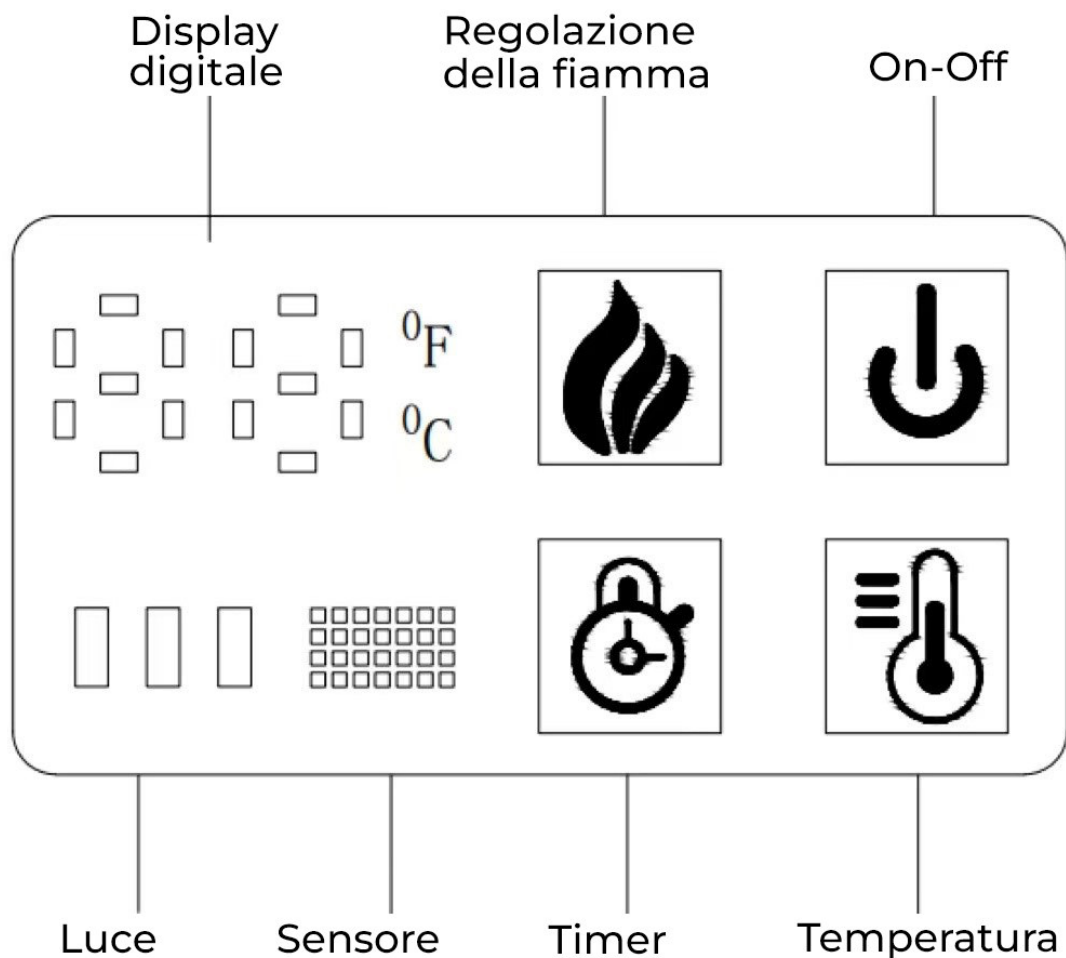 Display
digitale
Regolazione
della fiamma
On-Off
⁰F
⁰C
Luce
Sensore
Timer
Temperatura